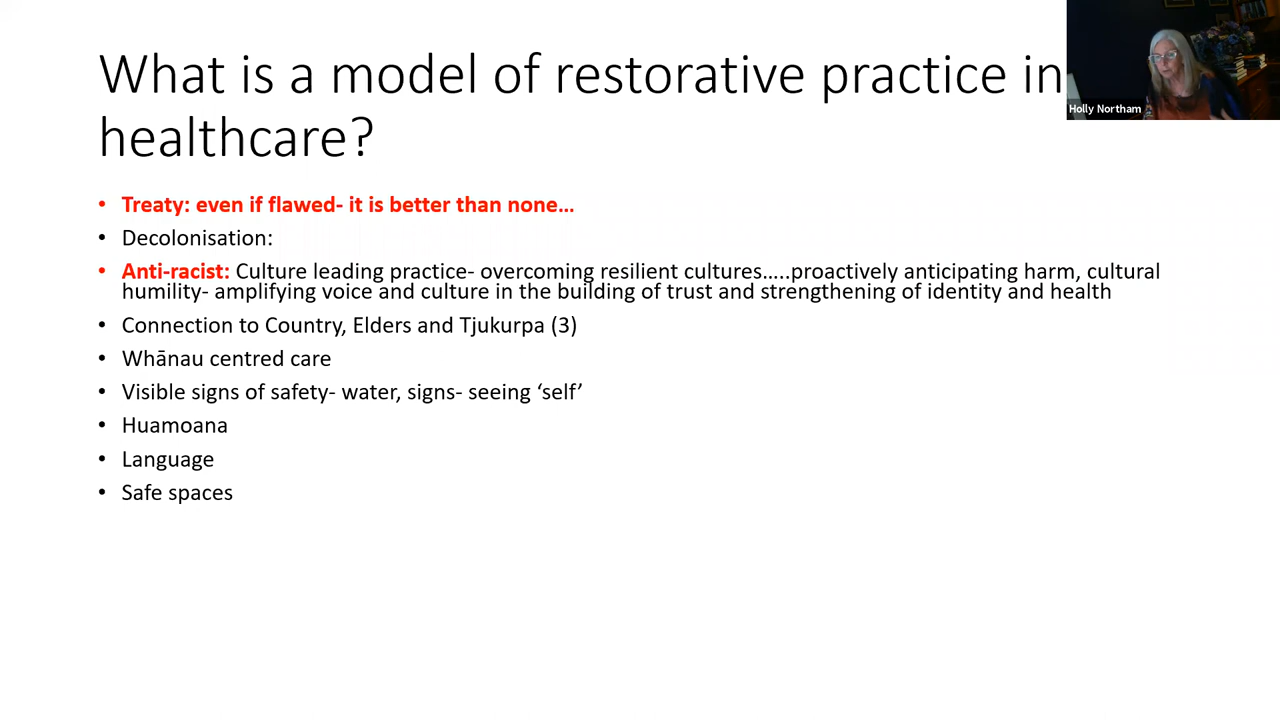 What is a model of restorative practice in
healthcare?
Holly Northam
• Treaty: even if flawed- it is better than none…
• Decolonisation:
• Anti-racist: Culture leading practice- overcoming resilient cultures…..proactively anticipating harm, cultural
humility- amplifying voice and culture in the building of trust and strengthening of identity and health
• Connection to Country, Elders and Tjukurpa (3)
• Whānau centred care
• Visible signs of safety- water, signs- seeing ‘self’
• Huamoana
• Language
• Safe spaces